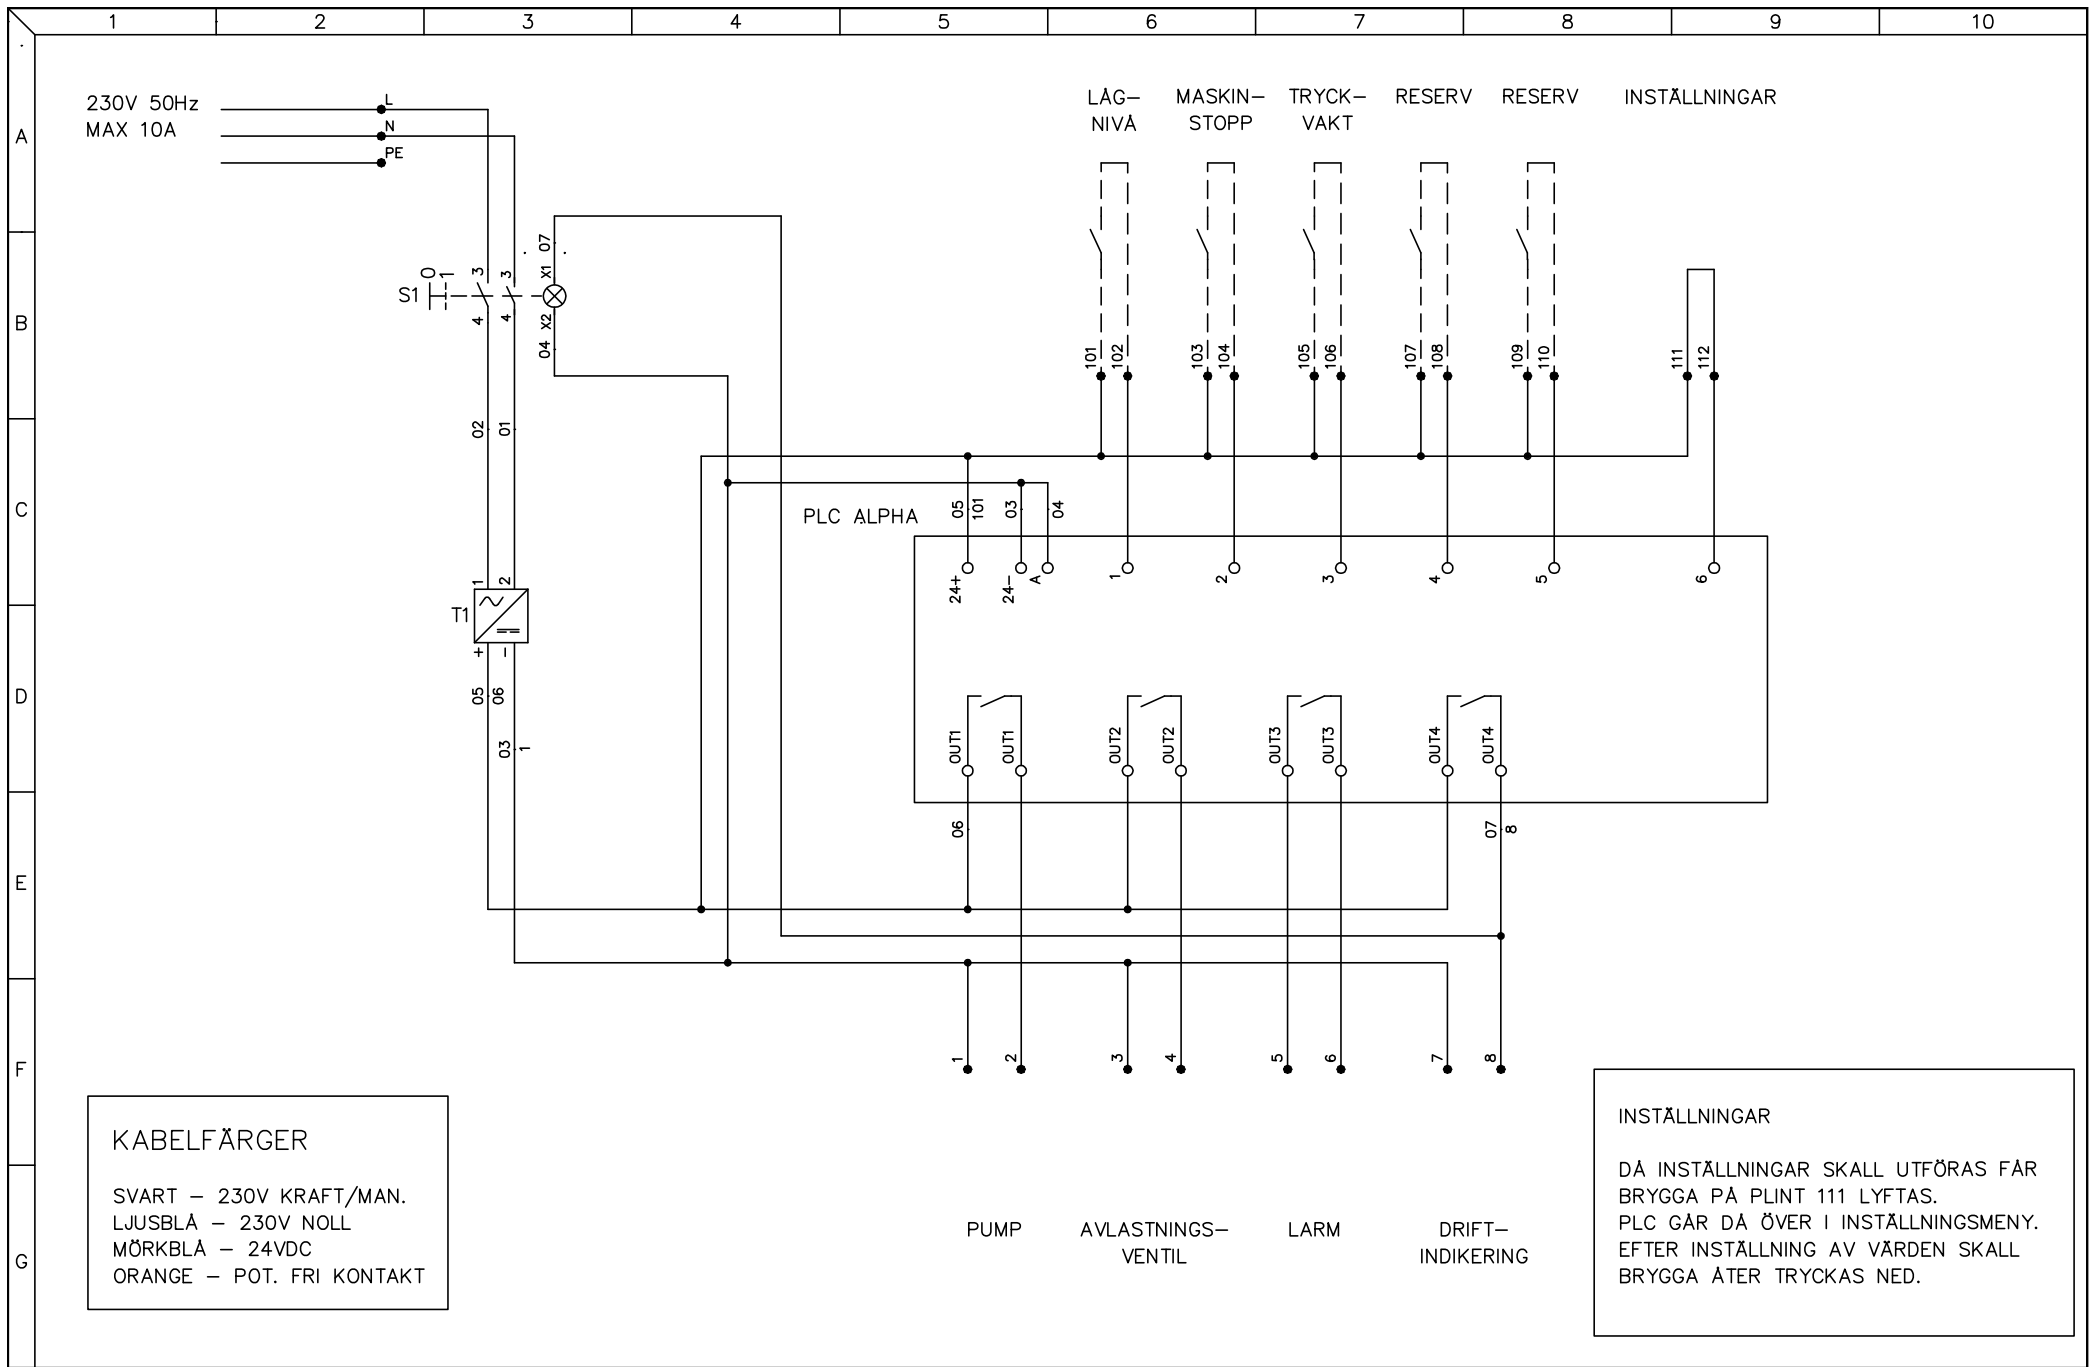 1 2 3 4 5 6 7 8 9 10
A
B
C
D
E
F
G
230V 50Hz
MAX 10A
L
N
PE
LÅG-
NIVÅ
MASKIN-
STOPP
TRYCK-
VAKT
RESERV
RESERV
INSTÄLLNINGAR
S1
0
1
3
3
4
4
X1
07
X2
04
101
102
103
104
105
106
107
108
109
110
111
112
02
01
PLC ALPHA
05
101
03
04
24+
24-
A
1
2
3
4
5
6
1
2
T1
+
-
05
06
03
1
OUT1
OUT1
OUT2
OUT2
OUT3
OUT3
OUT4
OUT4
06
07
8
1
2
3
4
5
6
7
8
PUMP
AVLASTNINGS-
VENTIL
LARM
DRIFT-
INDIKERING
KABELFÄRGER
SVART - 230V KRAFT/MAN.
LJUSBLÅ - 230V NOLL
MÖRKBLÅ - 24VDC
ORANGE - POT. FRI KONTAKT
INSTÄLLNINGAR
DÅ INSTÄLLNINGAR SKALL UTFÖRAS FÅR
BRYGGA PÅ PLINT 111 LYFTAS.
PLC GÅR DÅ ÖVER I INSTÄLLNINGSMENY.
EFTER INSTÄLLNING AV VÄRDEN SKALL
BRYGGA ÅTER TRYCKAS NED.